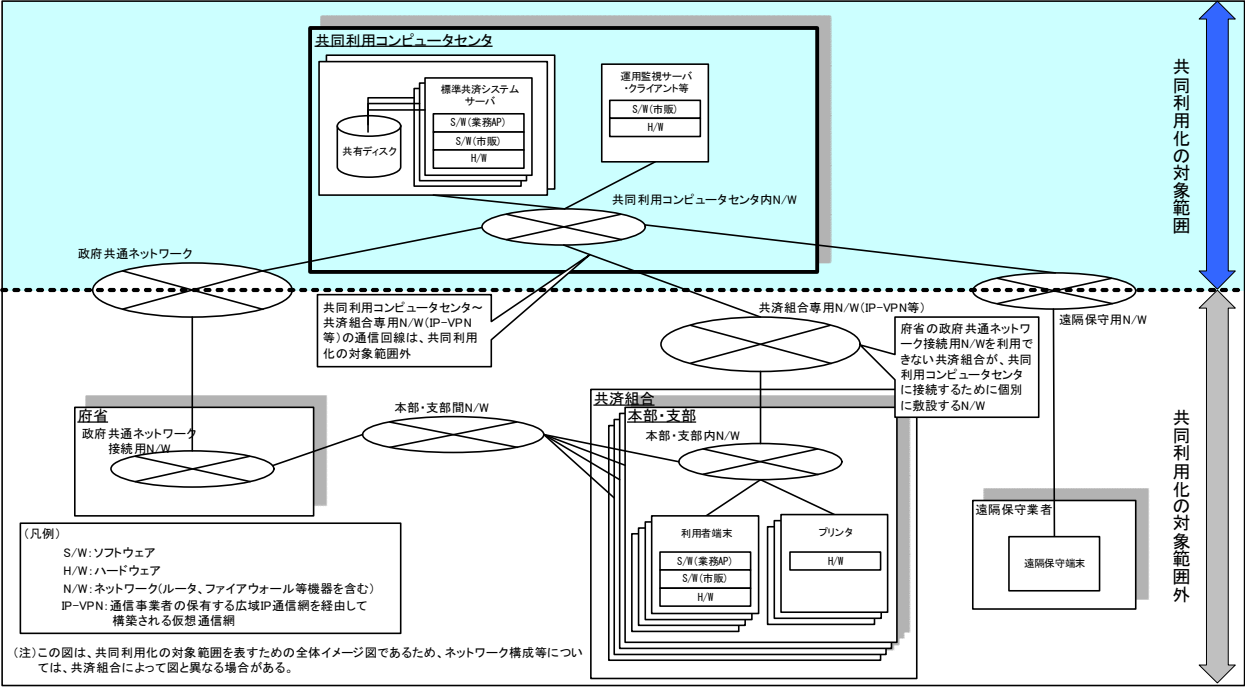 共同利用コンピュータセンタ
標準共済システム
サーバ
S/W(業務AP)
S/W(市販)
H/W
共有ディスク
運用監視サーバ
・クライアント等
S/W(市販)
H/W
共同利用コンピュータセンタ内N/W
共同利用化の対象範囲
政府共通ネットワーク
共同利用コンピュータセンタ～
共済組合専用N/W(IP-VPN
等)の通信回線は、共同利用
化の対象範囲外
共済組合専用N/W(IP-VPN等)
遠隔保守用N/W
府省の政府共通ネットワ
ーク接続用N/Wを利用で
きない共済組合が、共同
利用コンピュータセンタ
に接続するために個別
に敷設するN/W
府省
政府共通ネットワーク
接続用N/W
本部・支部間N/W
共済組合
本部・支部
本部・支部内N/W
利用者端末
S/W(業務AP)
S/W(市販)
H/W
プリンタ
H/W
遠隔保守業者
遠隔保守端末
共同利用化の対象範囲外
(凡例)
S/W:ソフトウェア
H/W:ハードウェア
N/W:ネットワーク(ルータ、ファイアウォール等機器を含む)
IP-VPN:通信事業者の保有する広域IP通信網を経由して
構築される仮想通信網
(注)この図は、共同利用化の対象範囲を表すための全体イメージ図であるため、ネットワーク構成等につい
ては、共済組合によって図と異なる場合がある。